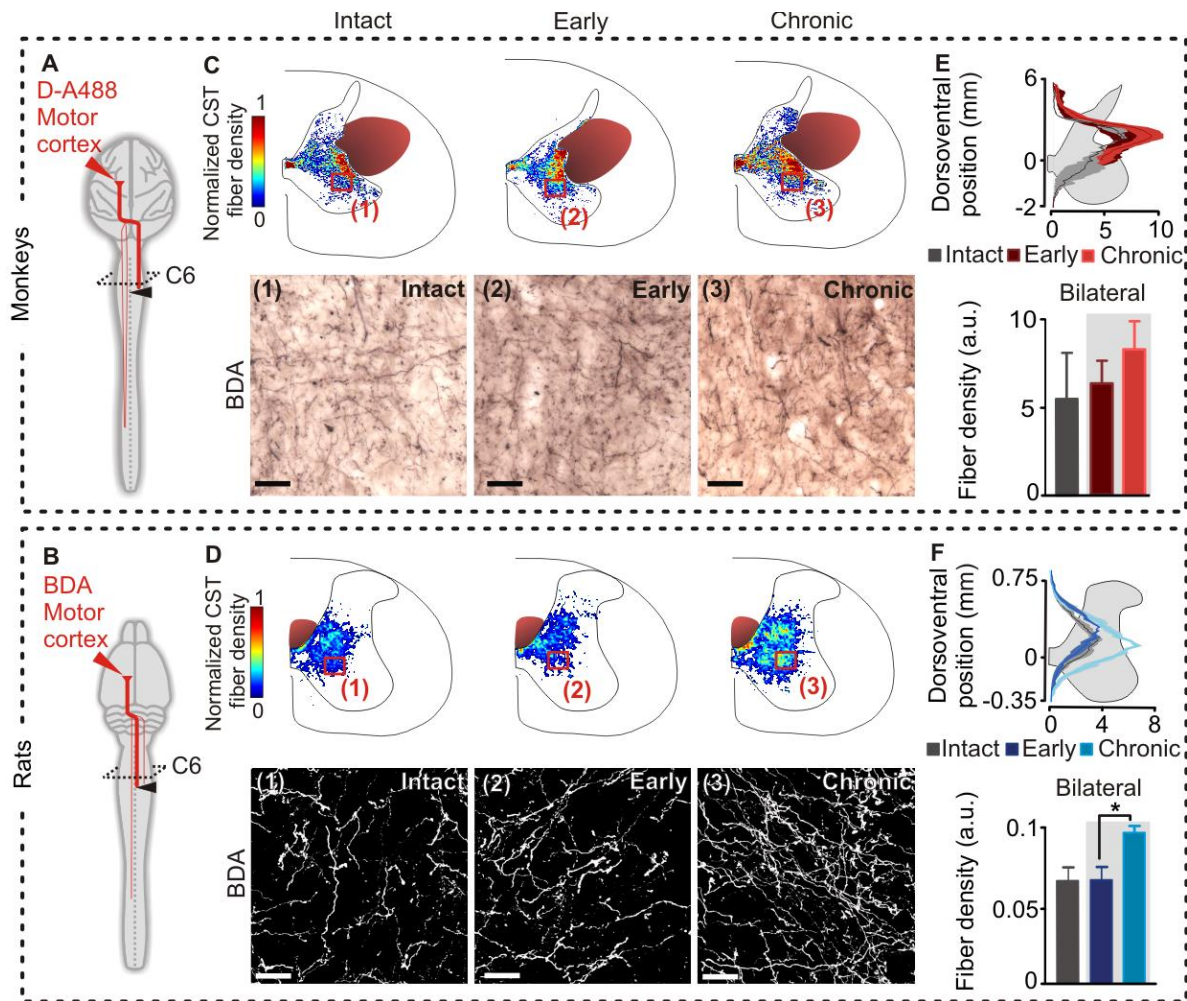 Intact
Early
Chronic
Monkeys
A
D-A488
Motor
cortex
C6
C
Normalized CST
fiber density
1
0
(1)
(2)
(3)
BDA
(1)
Intact
(2)
Early
(3)
Chronic
E
Dorsoventral
position (mm)
6
0
-2
0
5
10
Intact
Early
Chronic
Bilateral
Fiber density (a.u.)
10
5
0
Rats
B
BDA
Motor
cortex
C6
D
Normalized CST
fiber density
1
0
(1)
(2)
(3)
BDA
(1)
Intact
(2)
Early
(3)
Chronic
F
Dorsoventral
position (mm)
0.75
0
-0.35
0
4
8
Intact
Early
Chronic
Bilateral
*
Fiber density (a.u.)
0.1
0.05
0